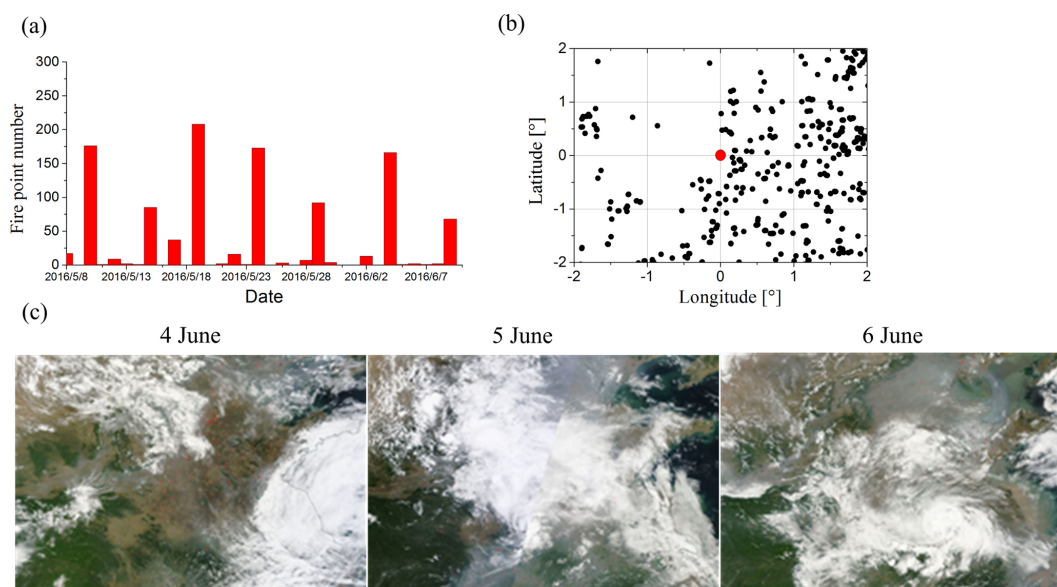 (a)
300
250
200
150
100
50
0
Fire point number
2016/5/8 2016/5/13 2016/5/18 2016/5/23 2016/5/28 2016/6/2 2016/6/7
Date
(b)
2
1
0
-1
-2
Latitude [°]
-2 -1 0 1 2
Longitude [°]
(c)
4 June 5 June 6 June